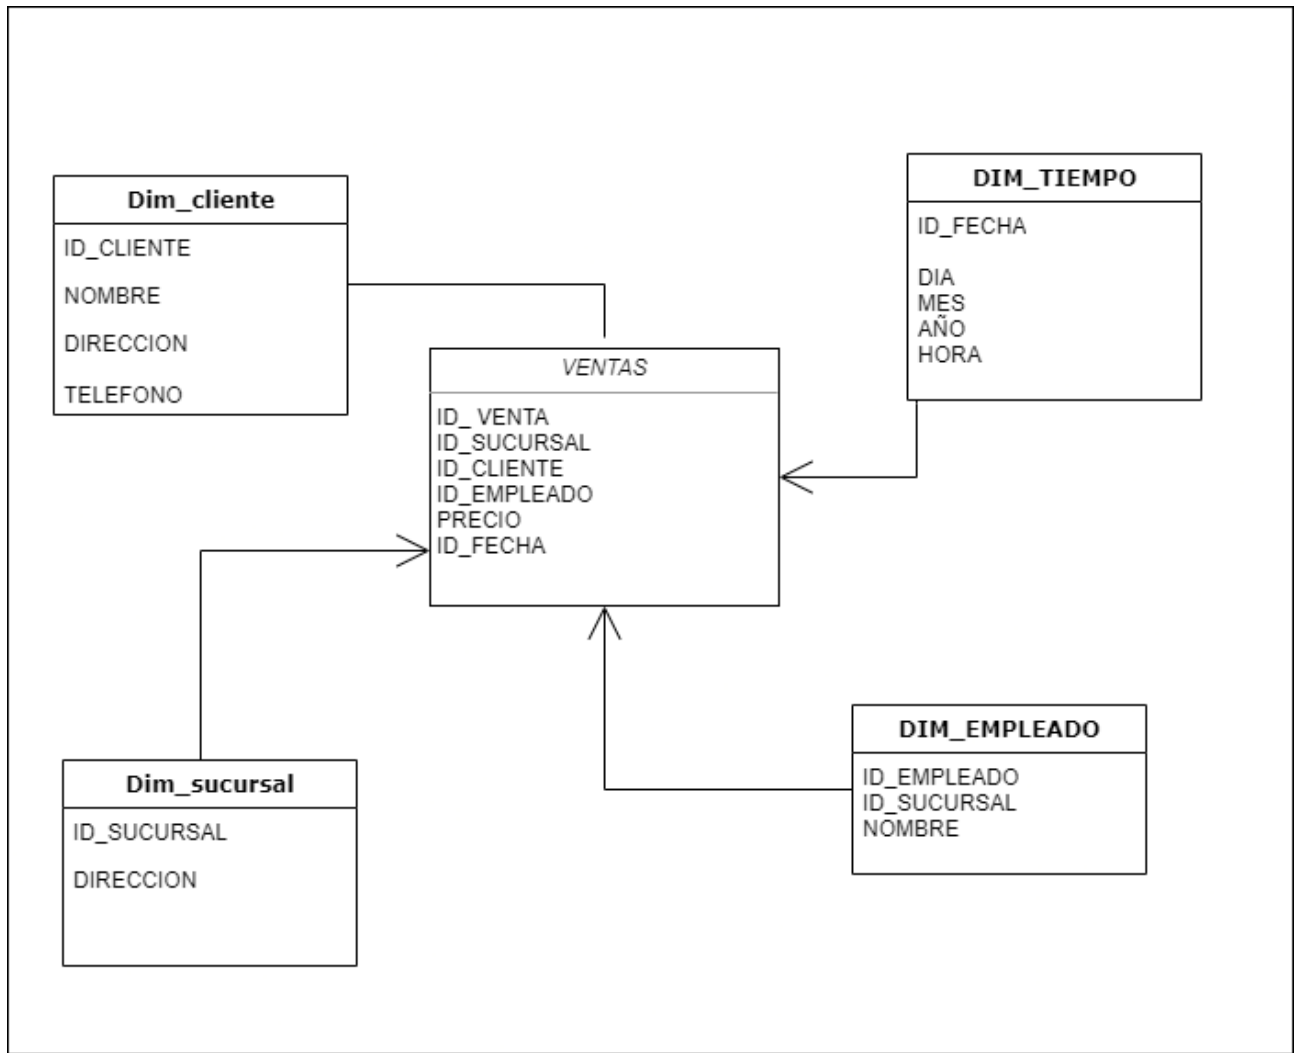 Dim_cliente
ID_CLIENTE
NOMBRE
DIRECCION
TELEFONO
DIM_TIEMPO
ID_FECHA
DIA
MES
AÑO
HORA
VENTAS
ID_ VENTA
ID_SUCURSAL
ID_CLIENTE
ID_EMPLEADO
PRECIO
ID_FECHA
Dim_sucursal
ID_SUCURSAL
DIRECCION
DIM_EMPLEADO
ID_EMPLEADO
ID_SUCURSAL
NOMBRE